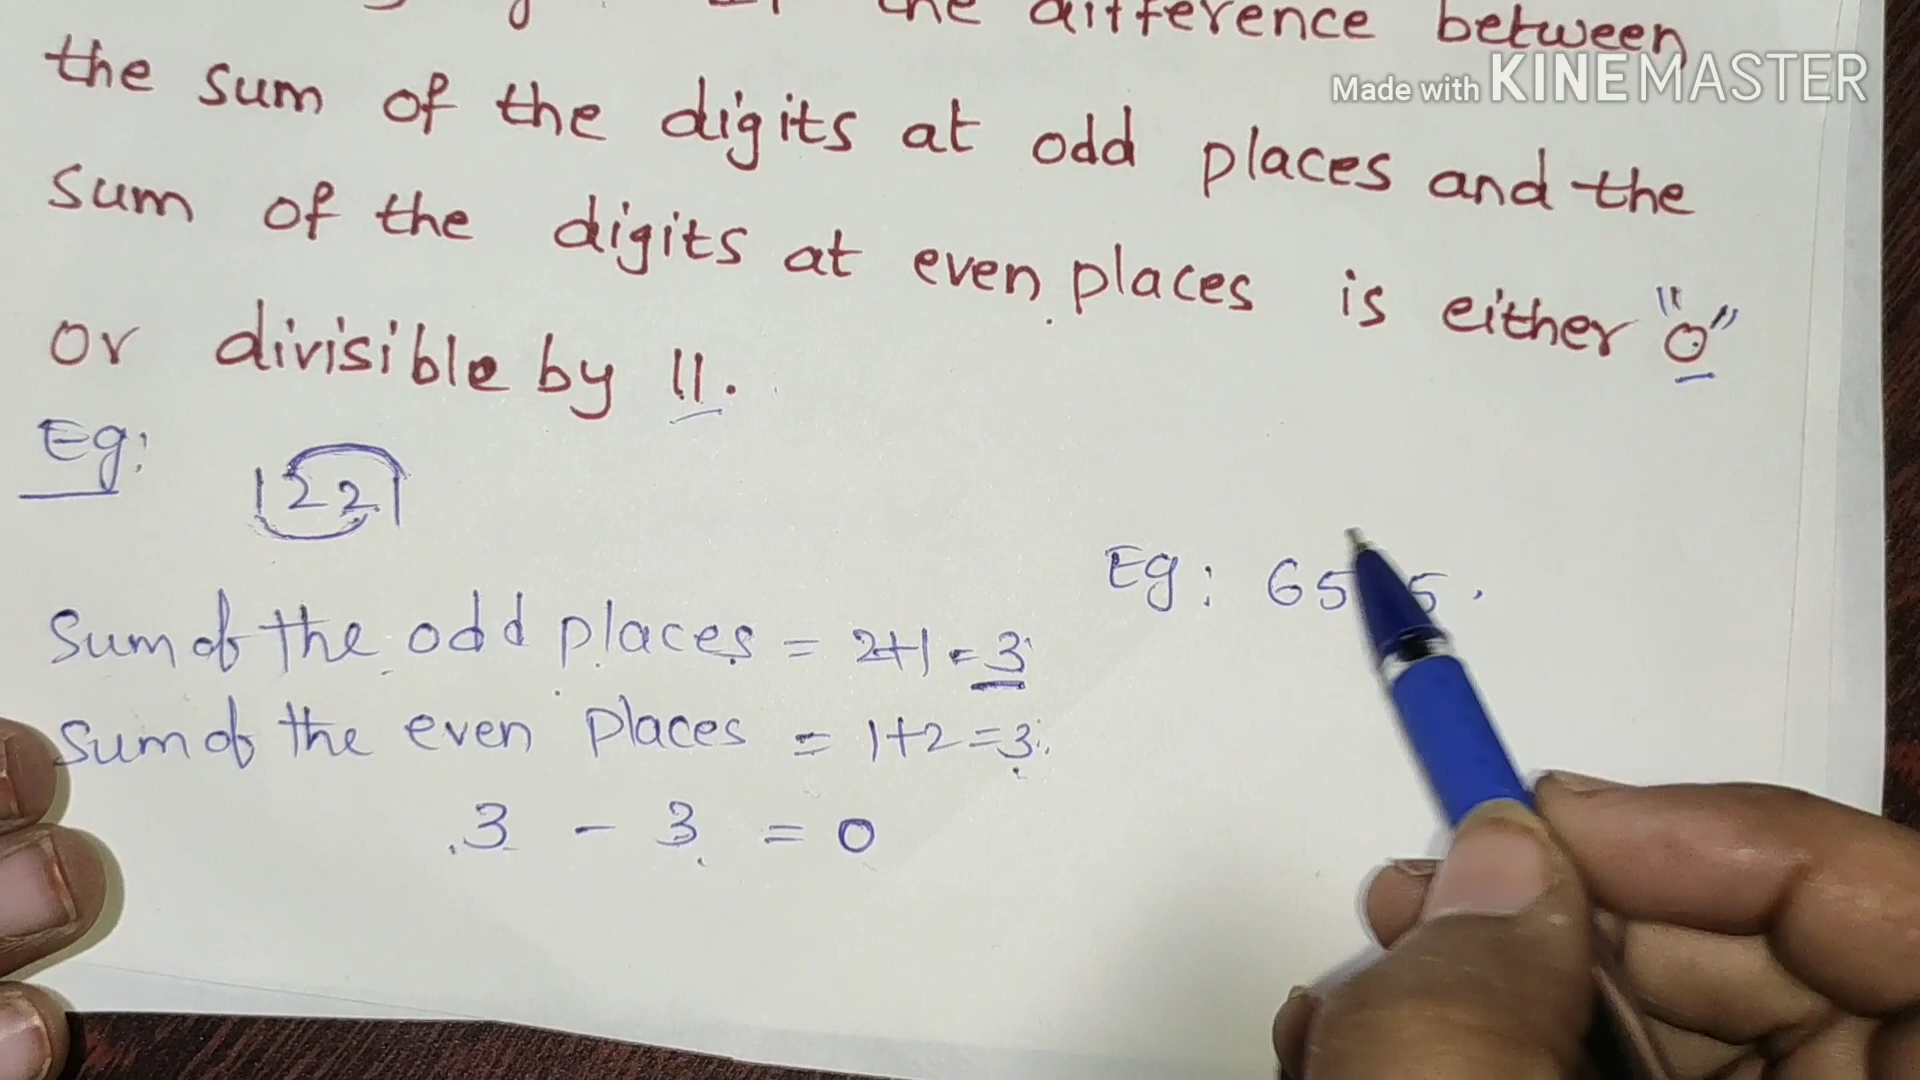 the difference between
Made with KINEMASTER
the sum of the digits at odd places and the
sum of the digits at even places is either "0"
or divisible by 11.
Eg:
1221
Eg: 65 5.
Sum of the odd places = 2+1 = 3
Sum of the even places = 1+2 = 3
3 - 3 = 0